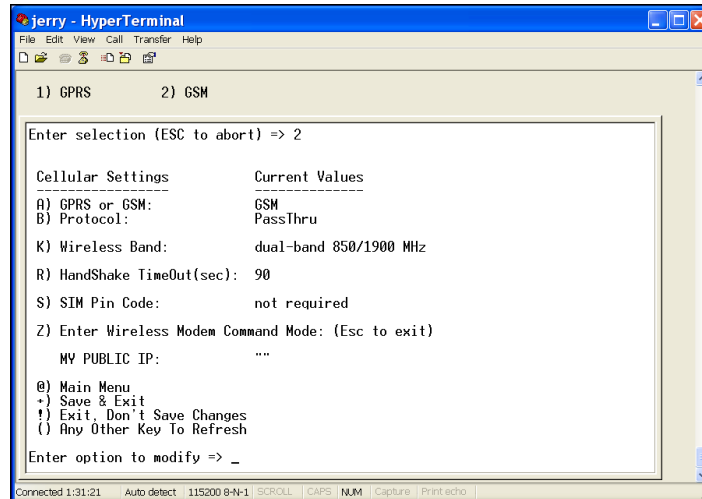 jerry - HyperTerminal
File Edit View Call Transfer Help
1) GPRS 2) GSM
Enter selection (ESC to abort) => 2
Cellular Settings Current Values
----------------- --------------
A) GPRS or GSM: GSM
B) Protocol: PassThru
K) Wireless Band: dual-band 850/1900 MHz
R) HandShake TimeOut(sec): 90
S) SIM Pin Code: not required
Z) Enter Wireless Modem Command Mode: (Esc to exit)
MY PUBLIC IP: ""
@) Main Menu
+) Save & Exit
!) Exit, Don't Save Changes
() Any Other Key To Refresh
Enter option to modify => _
Connected 1:31:21 Auto detect 115200 8-N-1 SCROLL CAPS NUM Capture Print echo